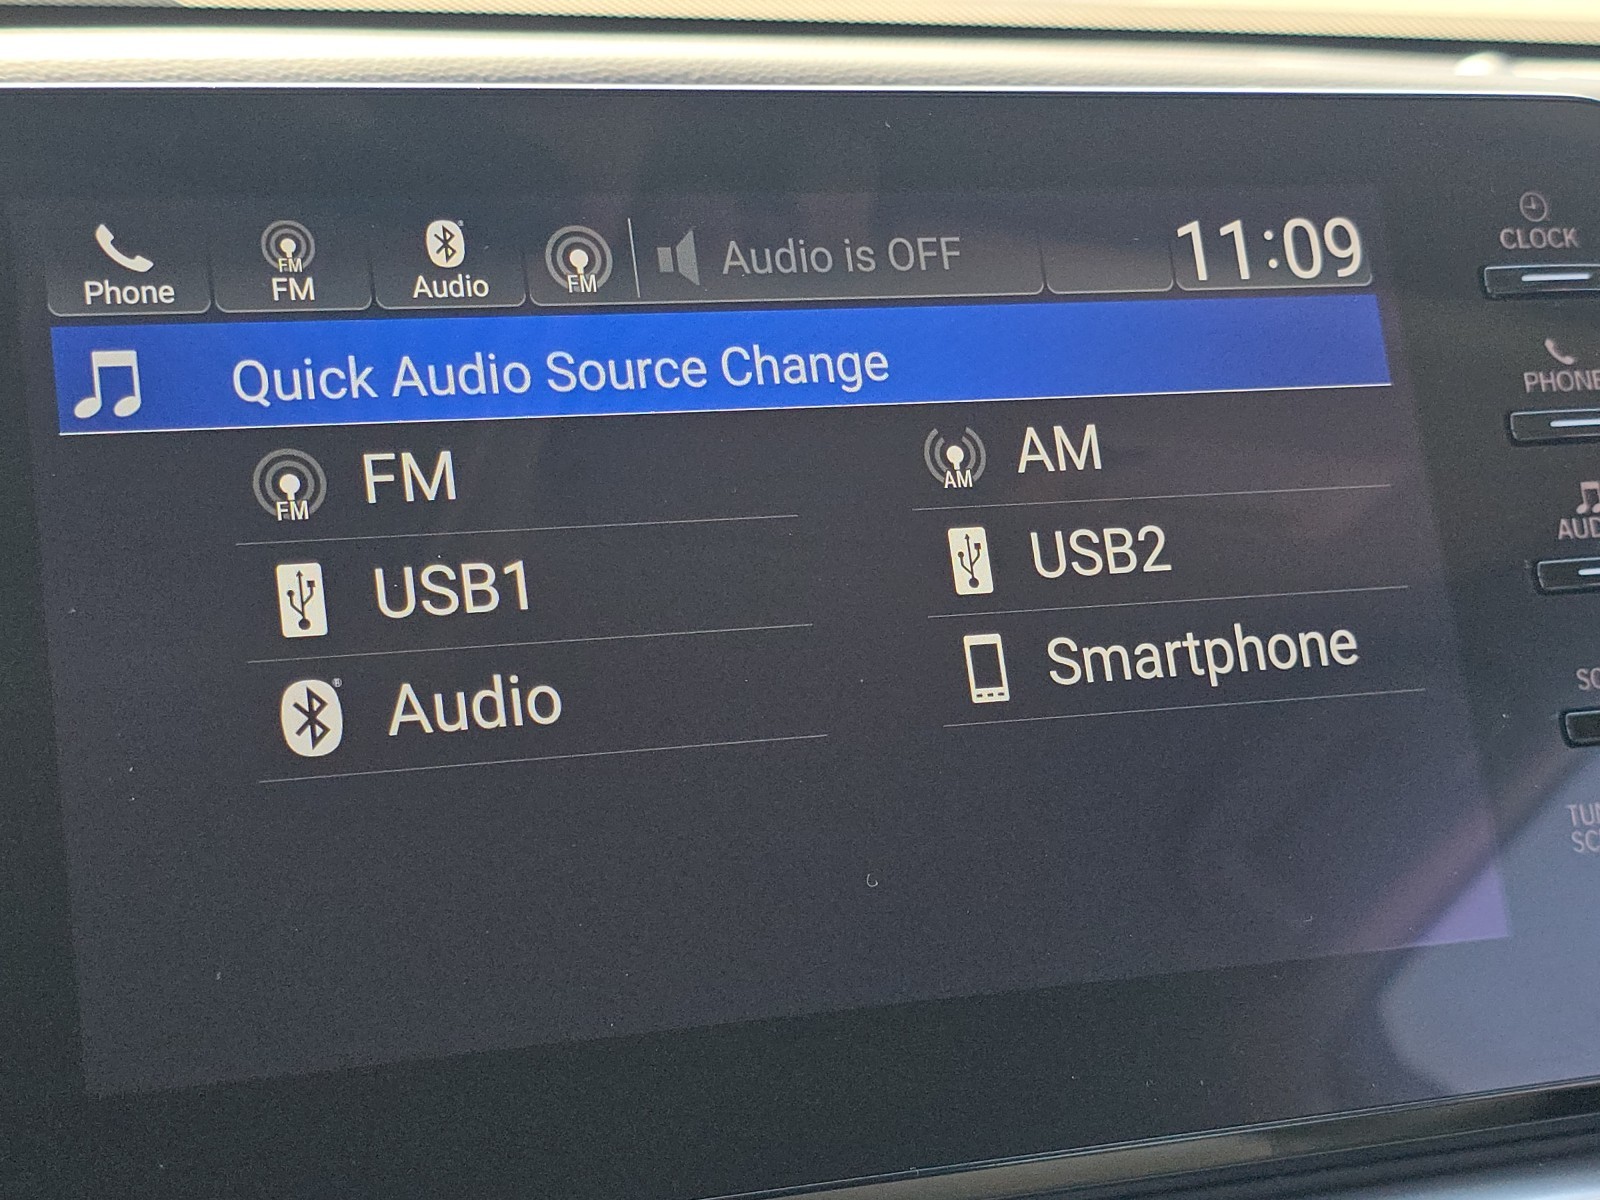 Phone
FM
FM
Audio
FM
Audio is OFF
11:09
CLOCK
Quick Audio Source Change
PHONE
FM
FM
AM
AM
USB1
USB2
Audio
Smartphone